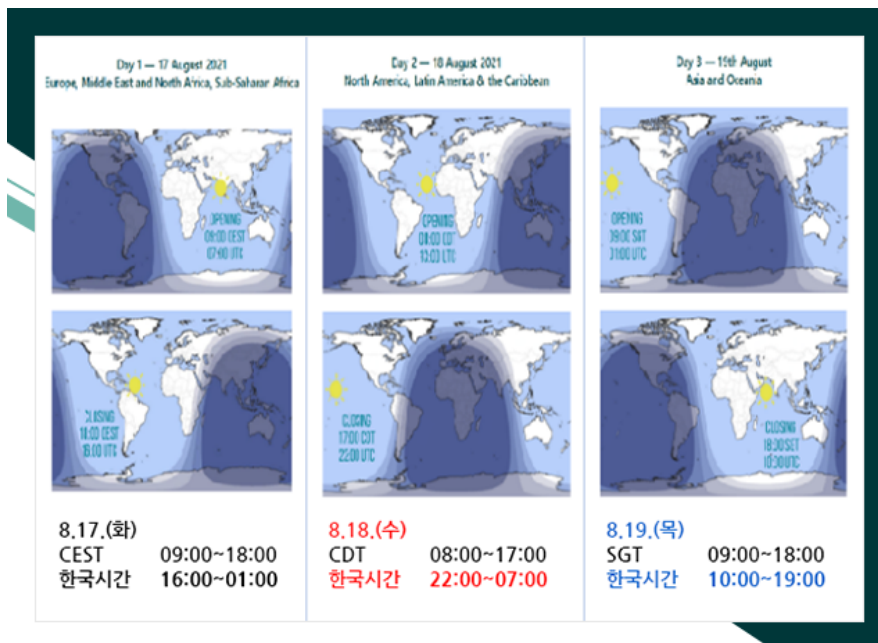 Day 1 — 17 August 2021
Europe, Middle East and North Africa, Sub-Saharan Africa
OPENING
CEST
07:00 UTC
CLOSING
18:00 CEST
16:00 UTC
8.17.(화)
CEST 09:00~18:00
한국시간 16:00~01:00
Day 2 — 18 August 2021
North America, Latin America & the Caribbean
OPENING
08:00 CDT
13:00 UTC
CLOSING
17:00 CDT
22:00 UTC
8.18.(수)
CDT 08:00~17:00
한국시간 22:00~07:00
Day 3 — 19th August
Asia and Oceania
OPENING
09:00
01:00 UTC
CLOSING
18:00
10:00 UTC
8.19.(목)
SGT 09:00~18:00
한국시간 10:00~19:00